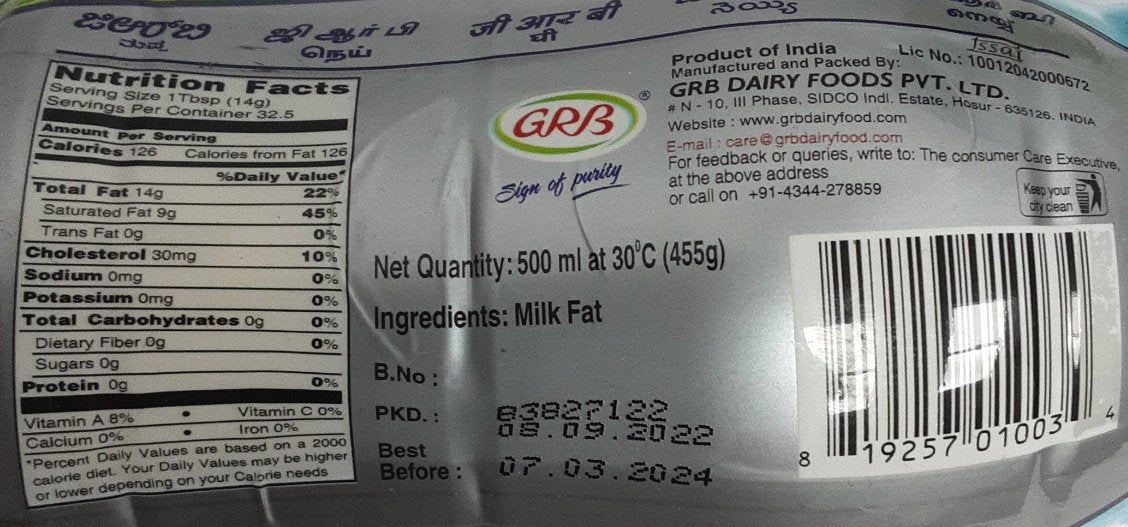 ಜಿಆರ್‌ಬಿ
ತುಪ್ಪ
ஜி ஆர் பி
நெய்
जी आर बी
घी
നെയ്യ്
Nutrition Facts
Serving Size 1Tbsp (14g)
Servings Per Container 32.5
Amount Per Serving
Calories 126 Calories from Fat 126
%Daily Value*
Total Fat 14g 22%
Saturated Fat 9g 45%
Trans Fat 0g 0%
Cholesterol 30mg 10%
Sodium 0mg 0%
Potassium 0mg 0%
Total Carbohydrates 0g 0%
Dietary Fiber 0g 0%
Sugars 0g
Protein 0g 0%
Vitamin A 8% • Vitamin C 0%
Calcium 0% • Iron 0%
*Percent Daily Values are based on a 2000
calorie diet. Your Daily Values may be higher
or lower depending on your Calorie needs
GRB ®
Sign of purity
Net Quantity: 500 ml at 30°C (455g)
Ingredients: Milk Fat
B.No :
PKD. : 08.09.2022
Best
Before : 07.03.2024
fssai
Lic No.: 10012042000672
Product of India
Manufactured and Packed By:
GRB DAIRY FOODS PVT. LTD.
# N - 10, III Phase, SIDCO Indl. Estate, Hosur - 635126. INDIA
Website : www.grbdairyfood.com
E-mail : care@grbdairyfood.com
For feedback or queries, write to: The consumer Care Executive,
at the above address
or call on +91-4344-278859
Keep your
city clean
8 19257 01003 4